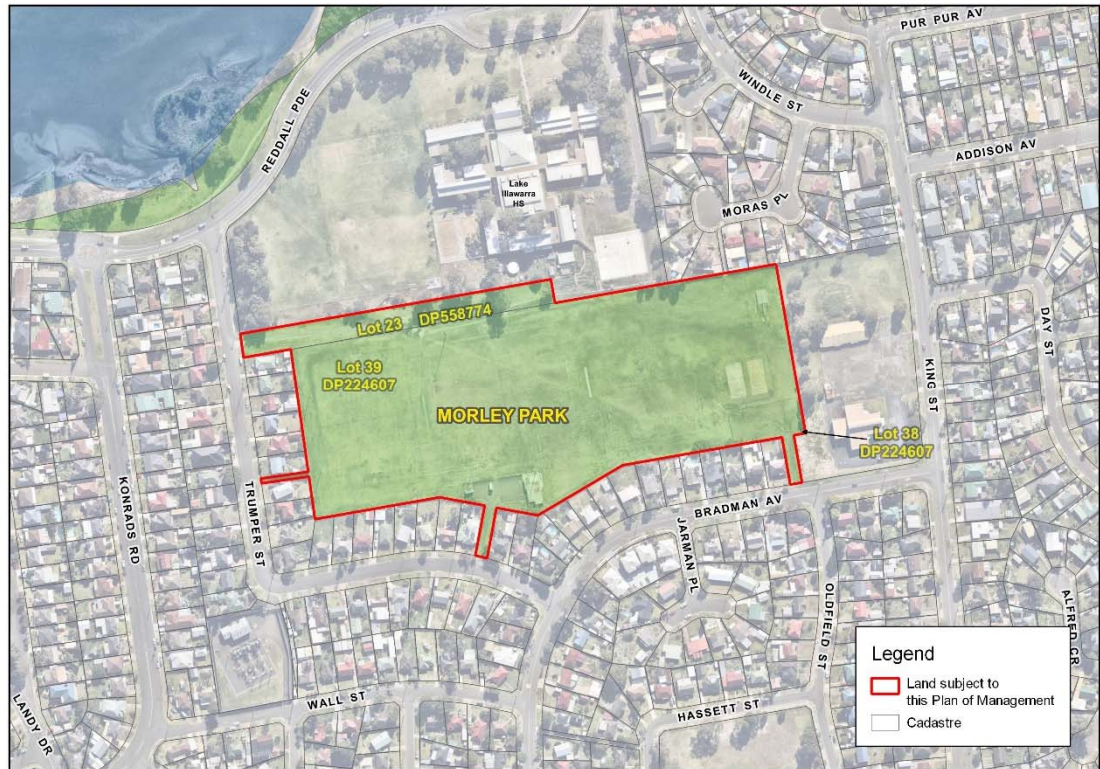 PUR PUR AV
WINDLE ST
REDDALL PDE
ADDISON AV
Lake
Illawarra
HS
MORAS PL
DAY ST
KING ST
Lot 23 DP558774
Lot 39
DP224607
MORLEY PARK
Lot 38
DP224607
KONRADS RD
TRUMPER ST
BRADMAN AV
JARMAN PL
OLDFIELD ST
ALFRED CR
WALL ST
HASSETT ST
LANDY DR
Legend
Land subject to
this Plan of Management
Cadastre